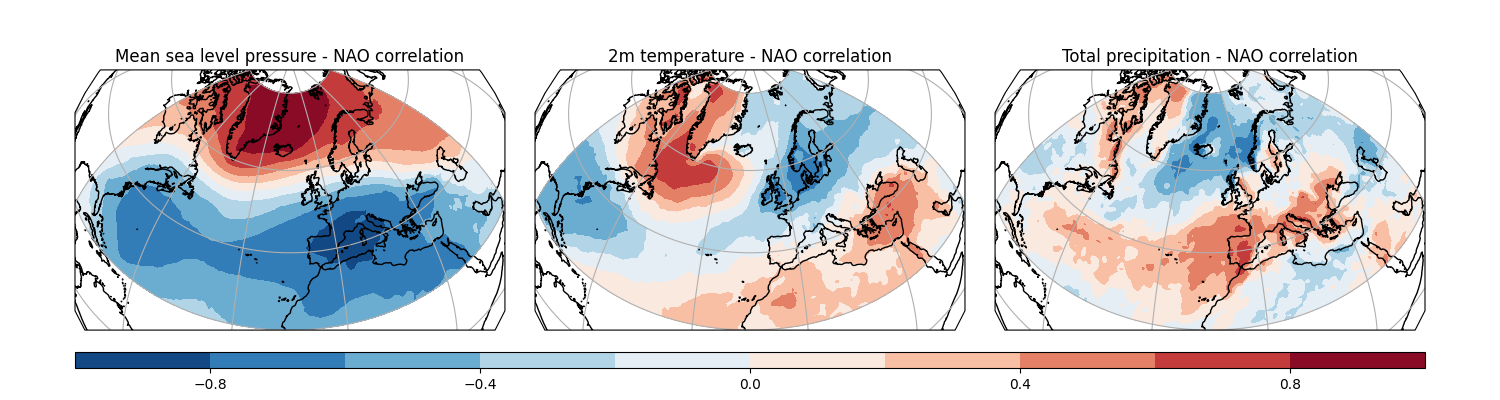 Mean sea level pressure - NAO correlation
2m temperature - NAO correlation
Total precipitation - NAO correlation
−0.8 −0.4 0.0 0.4 0.8